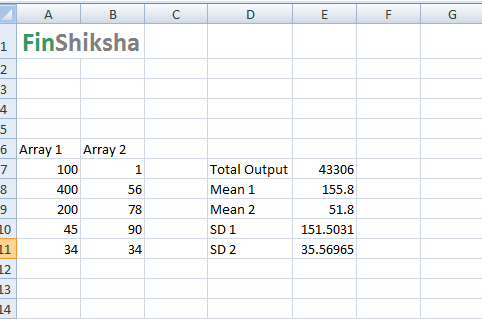 A B C D E F G
1 FinShiksha
2
3
4
5
6 Array 1 Array 2
7 100 1 Total Output 43306
8 400 56 Mean 1 155.8
9 200 78 Mean 2 51.8
10 45 90 SD 1 151.5031
11 34 34 SD 2 35.56965
12
13
14